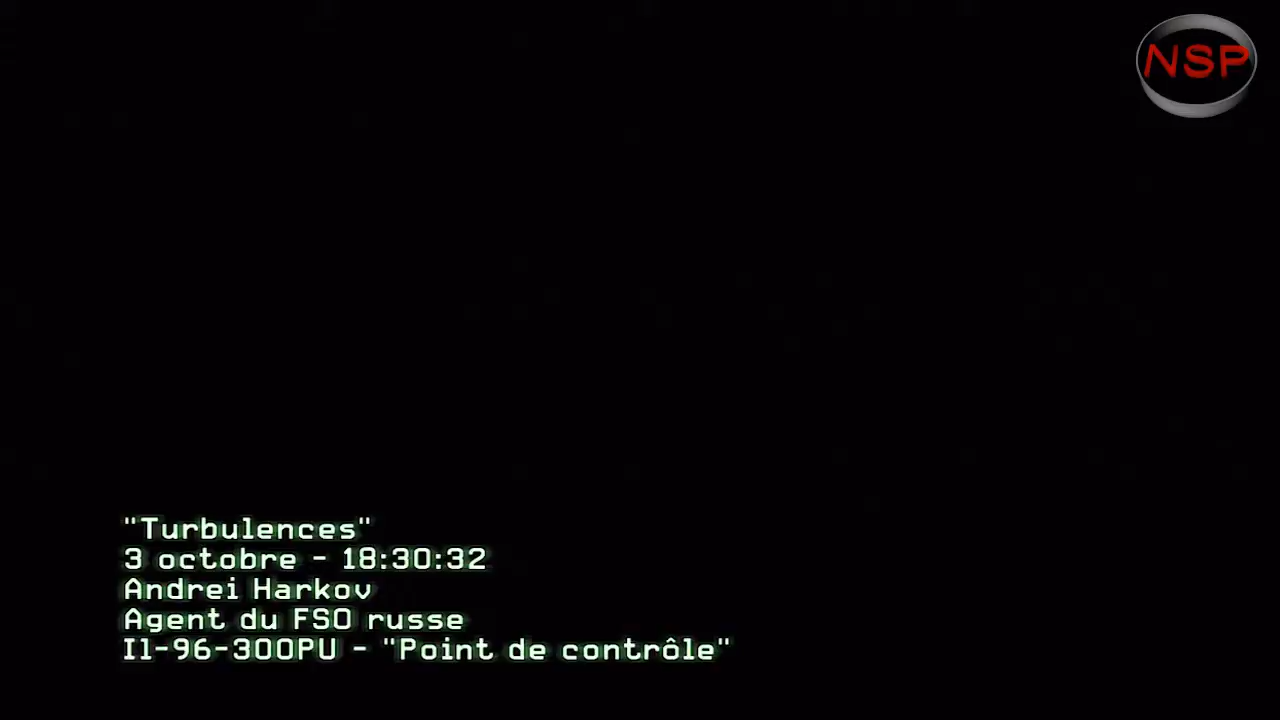 NSP
"Turbulences"
3 octobre - 18:30:32
Andrei Harkov
Agent du FSO russe
Il-96-300PU - "Point de contrôle"